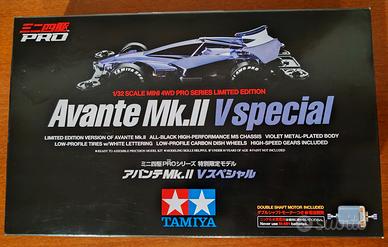 ミニ四駆
PRO
1/32 SCALE MINI 4WD PRO SERIES LIMITED EDITION
Avante Mk.II V special
LIMITED EDITION VERSION OF AVANTE Mk.II ALL-BLACK HIGH-PERFORMANCE MS CHASSIS VIOLET METAL-PLATED BODY
LOW-PROFILE TIRES w/WHITE LETTERING LOW-PROFILE CARBON DISH WHEELS HIGH-SPEED GEARS INCLUDED
ミニ四駆PROシリーズ 特別限定モデル
アバンテMk.II Vスペシャル
TAMIYA
DOUBLE SHAFT MOTOR INCLUDED